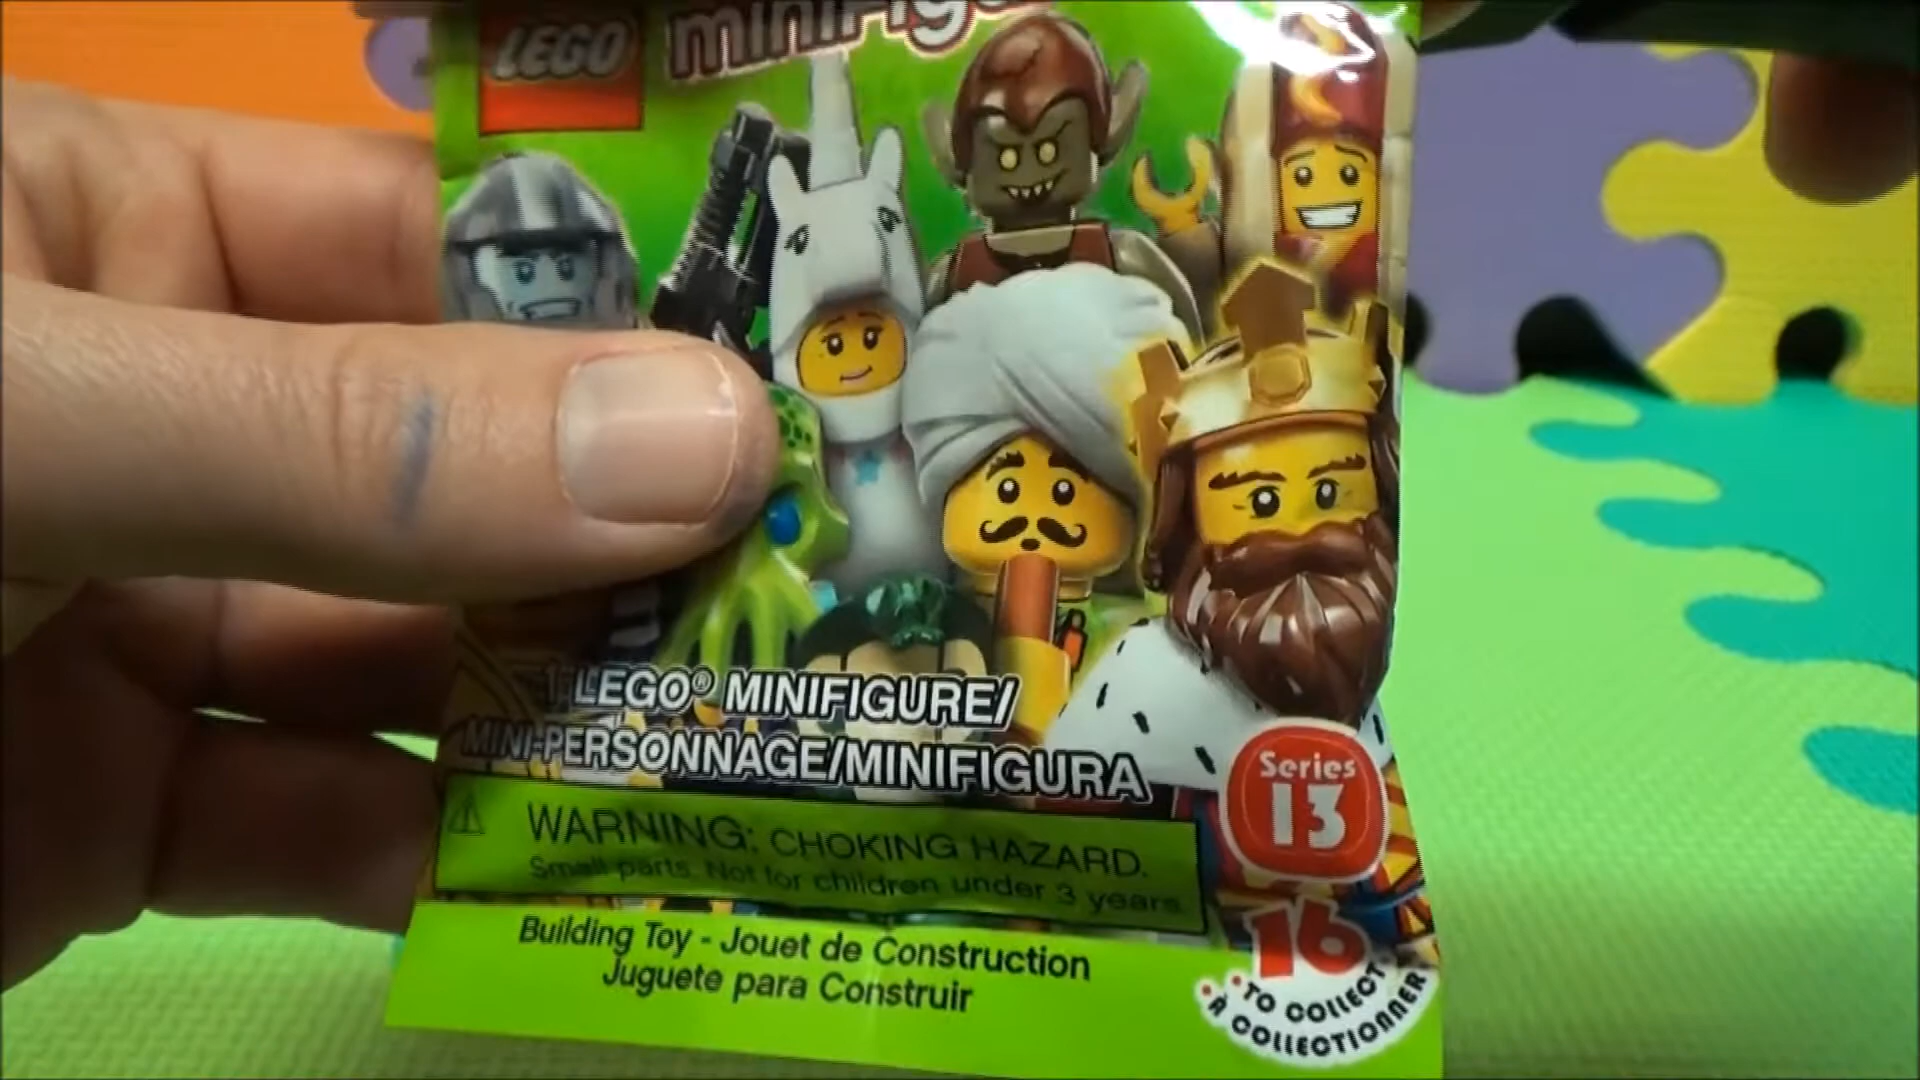 LEGO
minifig
1 LEGO® MINIFIGURE/
MINI-PERSONNAGE/MINIFIGURA
WARNING: CHOKING HAZARD.
Small parts. Not for children under 3 years.
Building Toy - Jouet de Construction
Juguete para Construir
Series
13
16
•TO COLLECT•
•À COLLECTIONNER